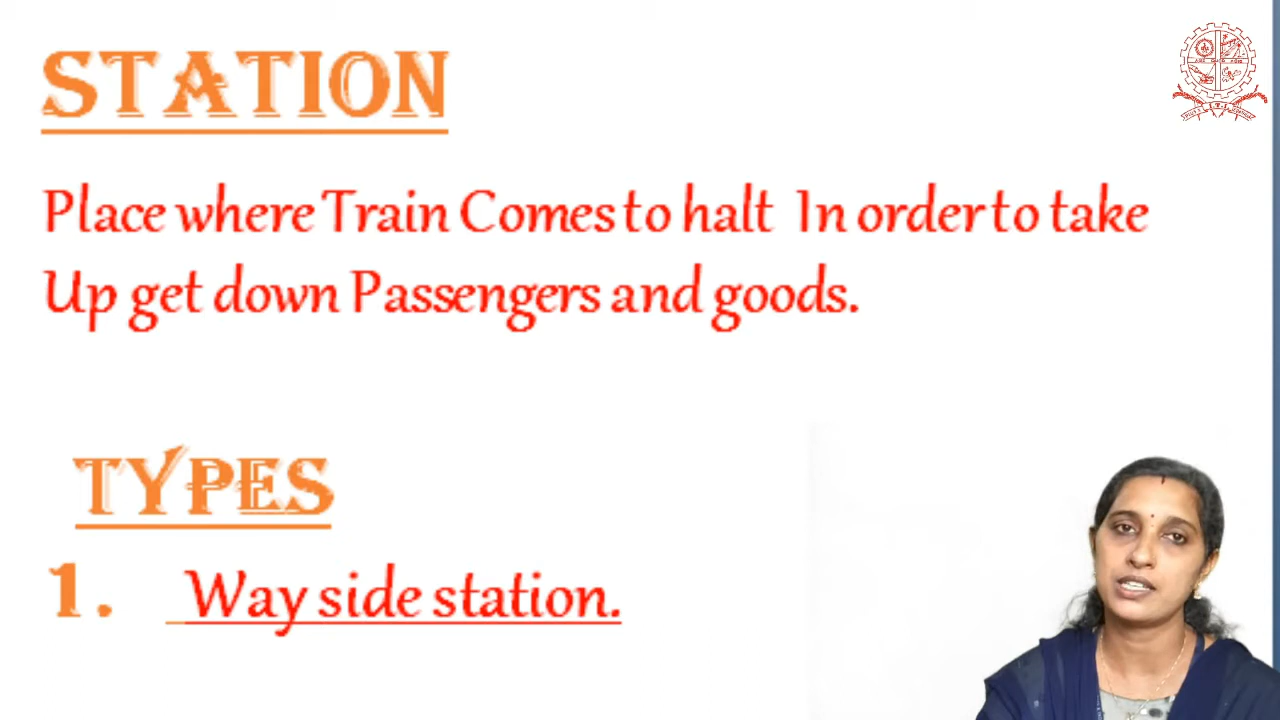 STATION
Place where Train Comes to halt In order to take
Up get down Passengers and goods.
TYPES
1. Way side station.